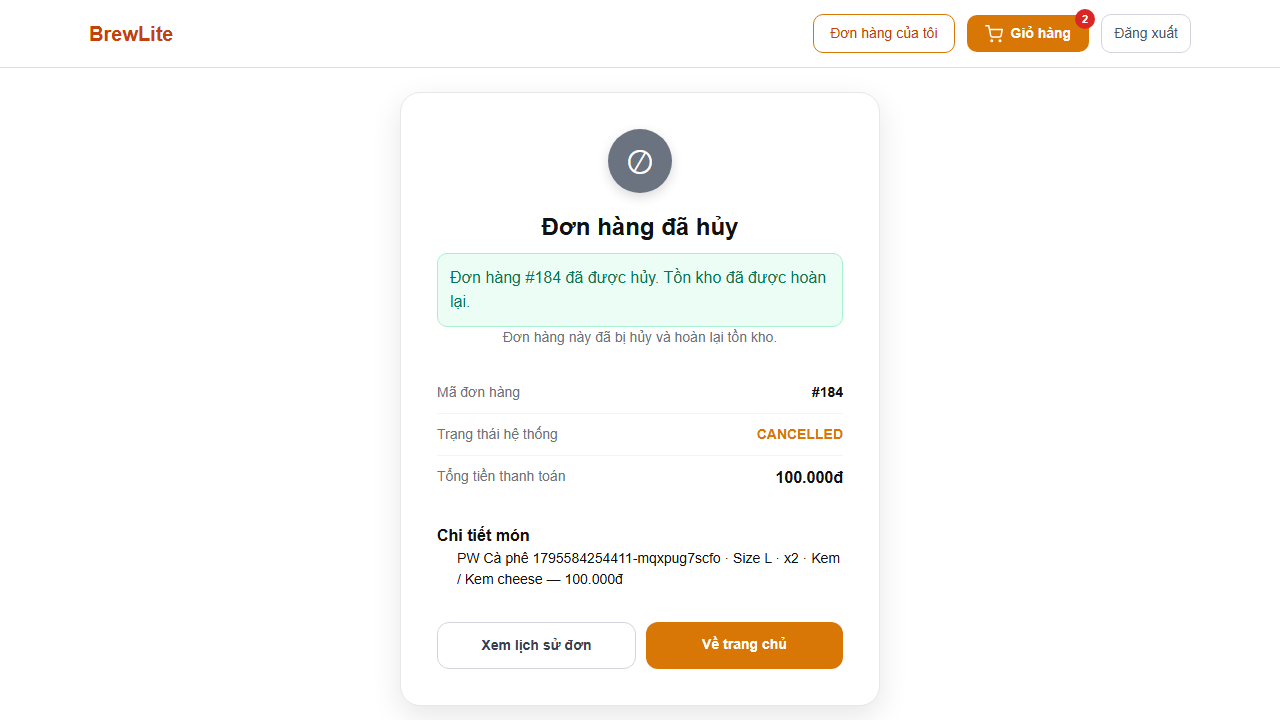 BrewLite
Đơn hàng của tôi
Giỏ hàng
2
Đăng xuất
Đơn hàng đã hủy
Đơn hàng #184 đã được hủy. Tồn kho đã được hoàn
lại.
Đơn hàng này đã bị hủy và hoàn lại tồn kho.
Mã đơn hàng
#184
Trạng thái hệ thống
CANCELLED
Tổng tiền thanh toán
100.000đ
Chi tiết món
PW Cà phê 1795584254411-mqxpug7scfo · Size L · x2 · Kem
/ Kem cheese — 100.000đ
Xem lịch sử đơn
Về trang chủ